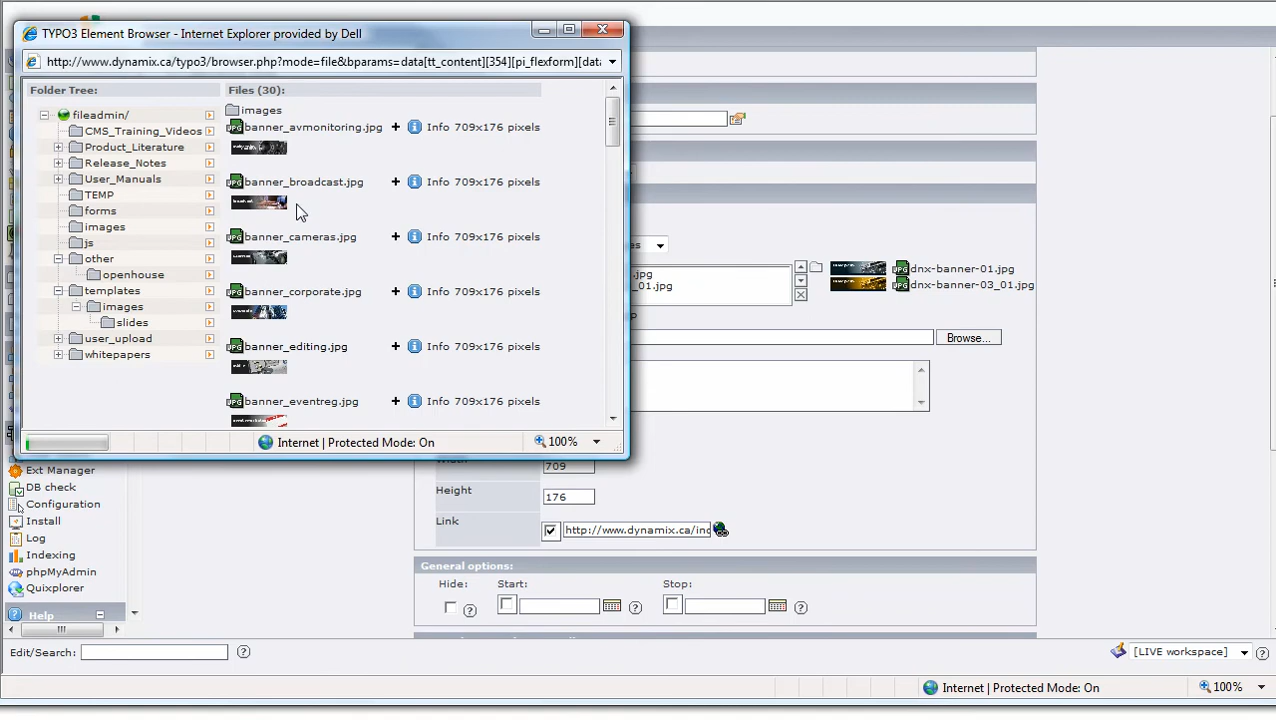 TYPO3 Element Browser - Internet Explorer provided by Dell
http://www.dynamix.ca/typo3/browser.php?mode=file&bparams=data[tt_content][354][pi_flexform][data
Folder Tree:
fileadmin/
CMS_Training_Videos
Product_Literature
Release_Notes
User_Manuals
TEMP
forms
images
js
other
openhouse
templates
images
slides
user_upload
whitepapers
Files (30):
images
banner_avmonitoring.jpg Info 709x176 pixels
banner_broadcast.jpg Info 709x176 pixels
banner_cameras.jpg Info 709x176 pixels
banner_corporate.jpg Info 709x176 pixels
banner_editing.jpg Info 709x176 pixels
banner_eventreg.jpg Info 709x176 pixels
Internet | Protected Mode: On 100%
es
.jpg
_01.jpg
dnx-banner-01.jpg
dnx-banner-03_01.jpg
Browse...
709
Height 176
Link http://www.dynamix.ca/ind
General options:
Hide: Start: Stop:
Ext Manager
DB check
Configuration
Install
Log
Indexing
phpMyAdmin
Quixplorer
Help
Edit/Search:
[LIVE workspace]
Internet | Protected Mode: On 100%